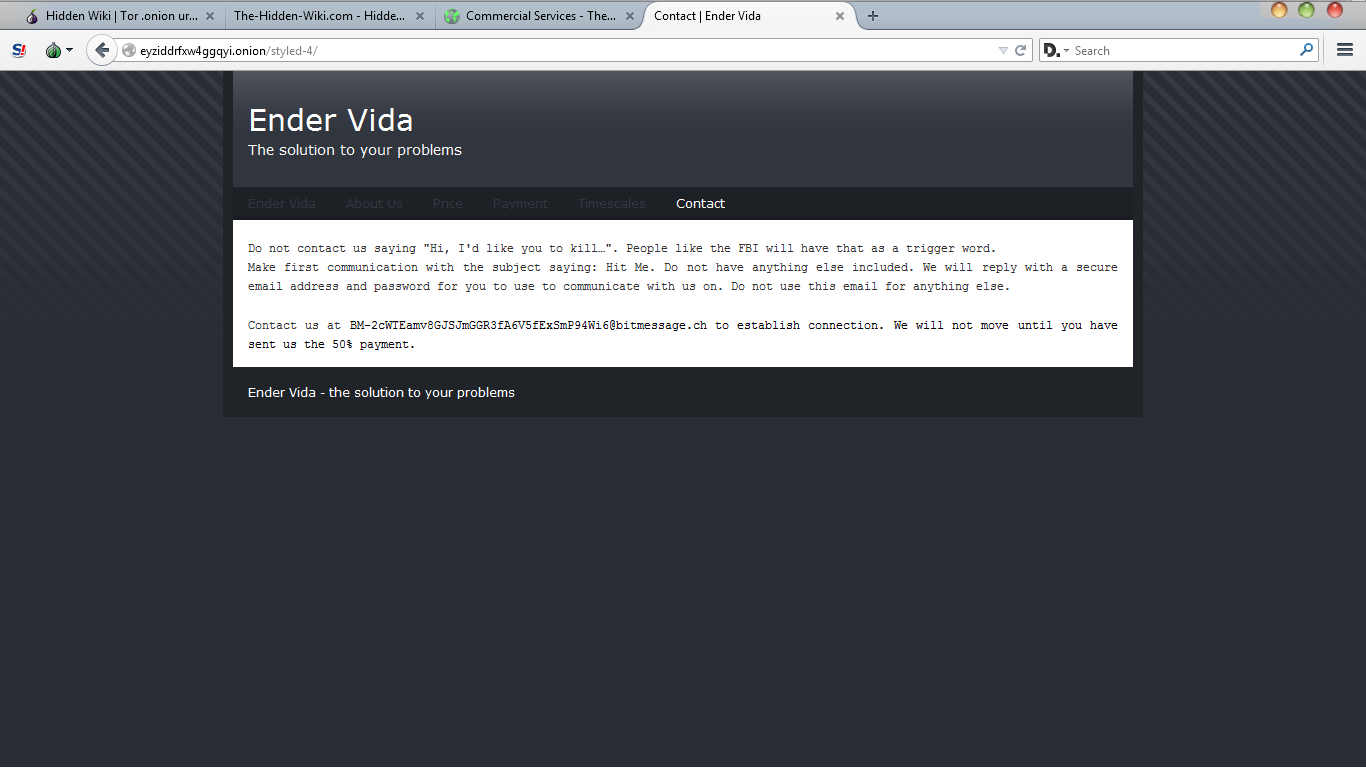 Hidden Wiki | Tor .onion ur...
The-Hidden-Wiki.com - Hidde...
Commercial Services - The...
Contact | Ender Vida
S!
eyziddrfxw4ggqyi.onion/styled-4/
D.
Search
Ender Vida
The solution to your problems
Ender Vida
About Us
Price
Payment
Timescales
Contact
Do not contact us saying "Hi, I'd like you to kill…". People like the FBI will have that as a trigger word.
Make first communication with the subject saying: Hit Me. Do not have anything else included. We will reply with a secure
email address and password for you to use to communicate with us on. Do not use this email for anything else.
Contact us at BM-2cWTEamv8GJSJmGGR3fA6V5fExSmP94Wi6@bitmessage.ch to establish connection. We will not move until you have
sent us the 50% payment.
Ender Vida - the solution to your problems